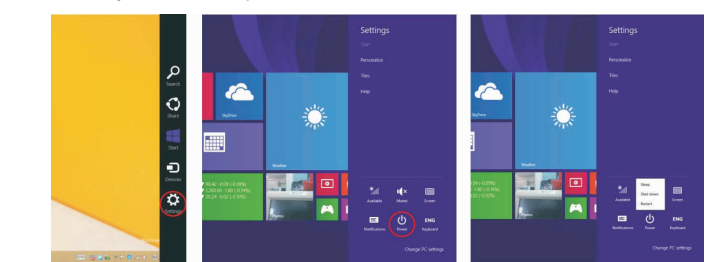 Search
Share
Start
Devices
Settings
Settings
Start
Personalize
Tiles
Help
SkyDrive
Weather
Available
Muted
Screen
Notifications
Power
ENG
Keyboard
Change PC settings
Settings
Start
Personalize
Tiles
Help
SkyDrive
Weather
Sleep
Shut down
Restart
Available
Screen
Notifications
Power
ENG
Keyboard
Change PC settings